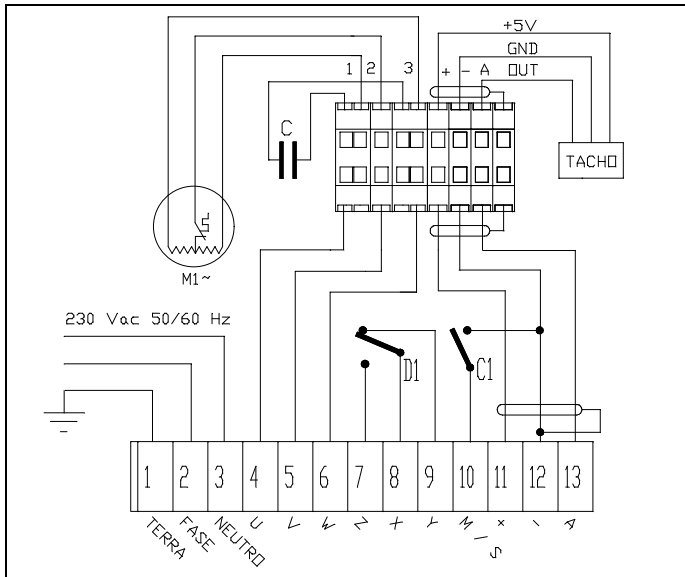 +5V
GND
1 2 3 + - A OUT
C
TACHO
M1~
230 Vac 50/60 Hz
D1 C1
1 2 3 4 5 6 7 8 9 10 11 12 13
TERRA FASE NEUTRO U V W Z X Y M/S + - A